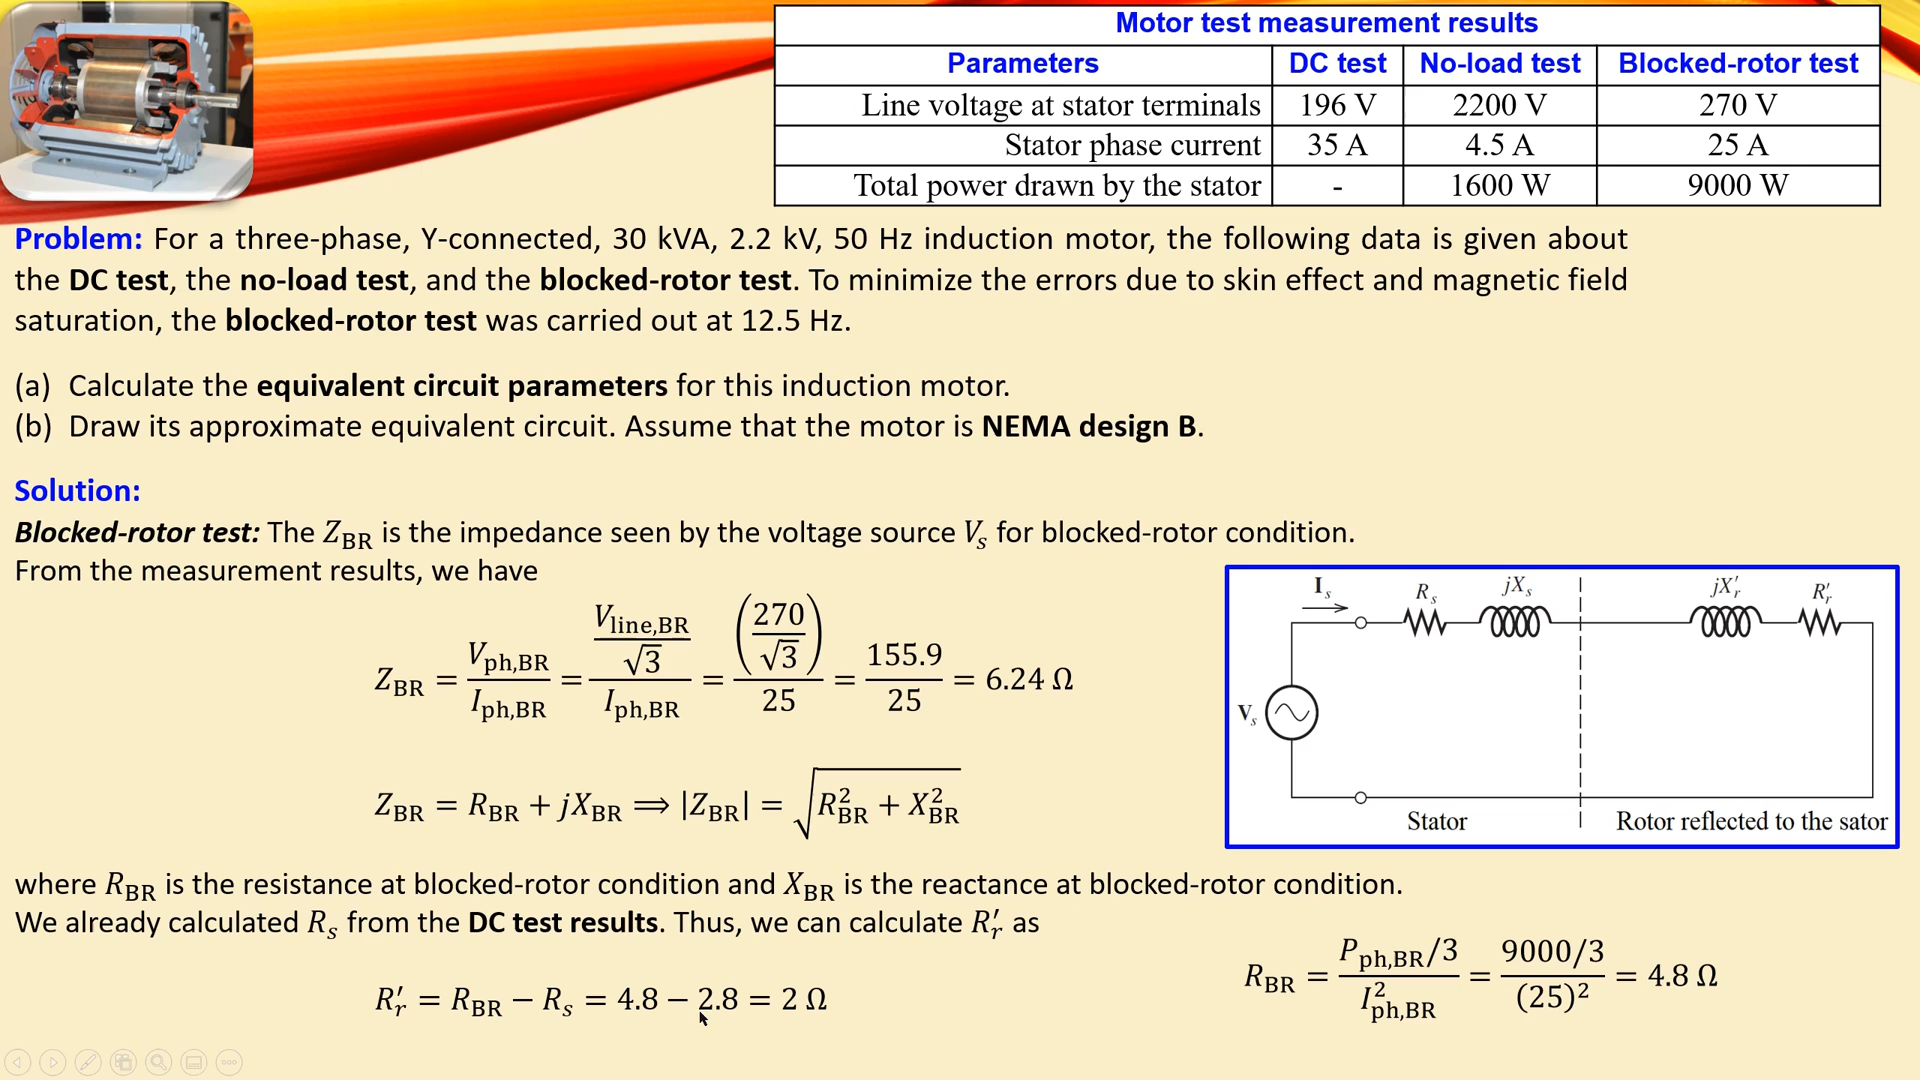 Motor test measurement results
Parameters DC test No-load test Blocked-rotor test
Line voltage at stator terminals 196 V 2200 V 270 V
Stator phase current 35 A 4.5 A 25 A
Total power drawn by the stator - 1600 W 9000 W
Problem: For a three-phase, Y-connected, 30 kVA, 2.2 kV, 50 Hz induction motor, the following data is given about
the DC test, the no-load test, and the blocked-rotor test. To minimize the errors due to skin effect and magnetic field
saturation, the blocked-rotor test was carried out at 12.5 Hz.
(a) Calculate the equivalent circuit parameters for this induction motor.
(b) Draw its approximate equivalent circuit. Assume that the motor is NEMA design B.
Solution:
Blocked-rotor test: The Z_BR is the impedance seen by the voltage source V_s for blocked-rotor condition.
From the measurement results, we have
Z_BR = V_ph,BR / I_ph,BR = (V_line,BR / √3) / I_ph,BR = (270 / √3) / 25 = 155.9 / 25 = 6.24 Ω
Z_BR = R_BR + jX_BR ⟹ |Z_BR| = √(R²_BR + X²_BR)
I_s R_s jX_s jX′_r R′_r
V_s
Stator Rotor reflected to the sator
where R_BR is the resistance at blocked-rotor condition and X_BR is the reactance at blocked-rotor condition.
We already calculated R_s from the DC test results. Thus, we can calculate R′_r as
R′_r = R_BR − R_s = 4.8 − 2.8 = 2 Ω
R_BR = (P_ph,BR/3) / I²_ph,BR = (9000/3) / (25)² = 4.8 Ω